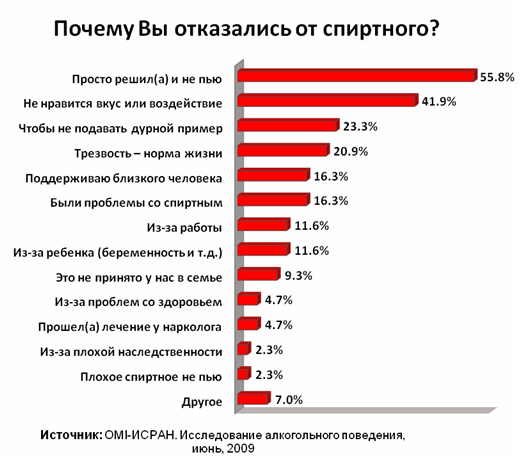 Почему Вы отказались от спиртного?
Просто решил(а) и не пью 55.8%
Не нравится вкус или воздействие 41.9%
Чтобы не подавать дурной пример 23.3%
Трезвость – норма жизни 20.9%
Поддерживаю близкого человека 16.3%
Были проблемы со спиртным 16.3%
Из-за работы 11.6%
Из-за ребенка (беременность и т.д.) 11.6%
Это не принято у нас в семье 9.3%
Из-за проблем со здоровьем 4.7%
Прошел(а) лечение у нарколога 4.7%
Из-за плохой наследственности 2.3%
Плохое спиртное не пью 2.3%
Другое 7.0%
Источник: OMI-ИСРАН. Исследование алкогольного поведения,
июнь, 2009